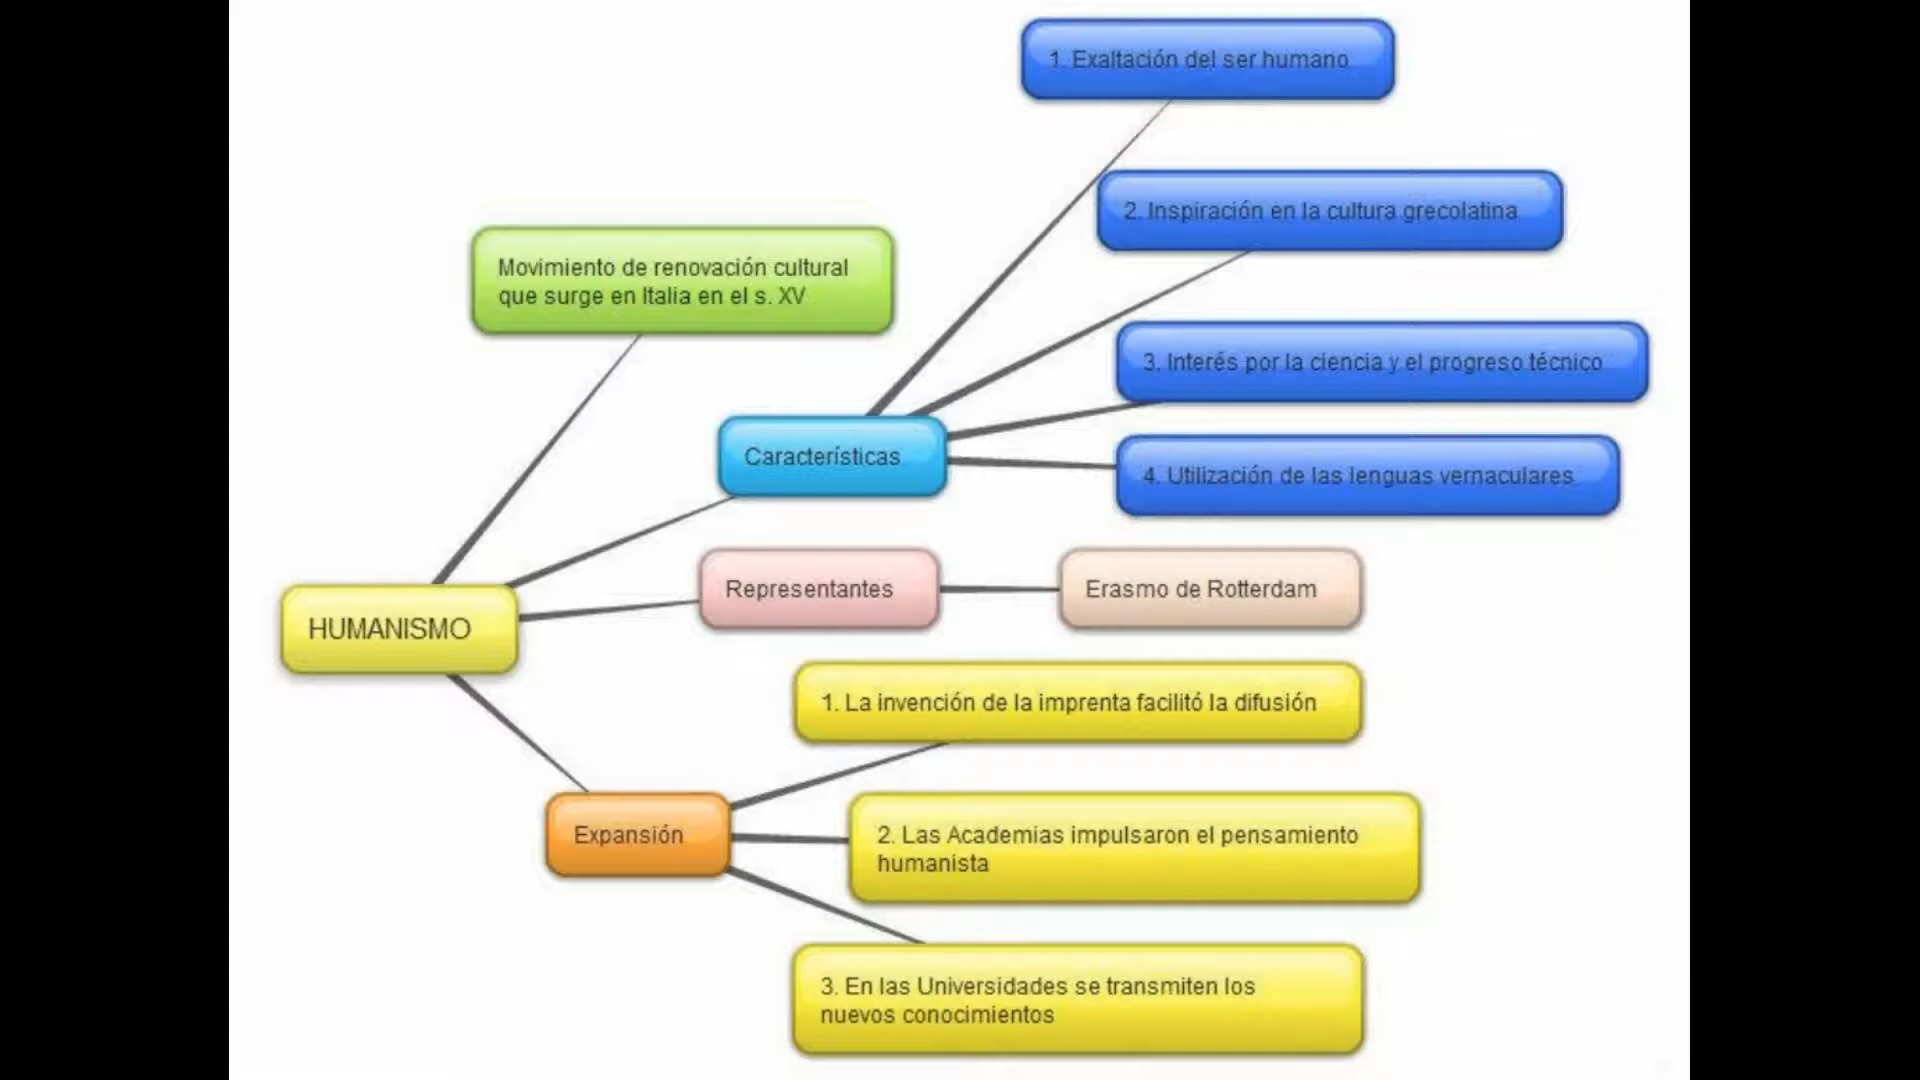 1. Exaltación del ser humano
2. Inspiración en la cultura grecolatina
Movimiento de renovación cultural
que surge en Italia en el s. XV
3. Interés por la ciencia y el progreso técnico
Características
4. Utilización de las lenguas vernaculares
Representantes
Erasmo de Rotterdam
HUMANISMO
1. La invención de la imprenta facilitó la difusión
Expansión
2. Las Academias impulsaron el pensamiento
humanista
3. En las Universidades se transmiten los
nuevos conocimientos